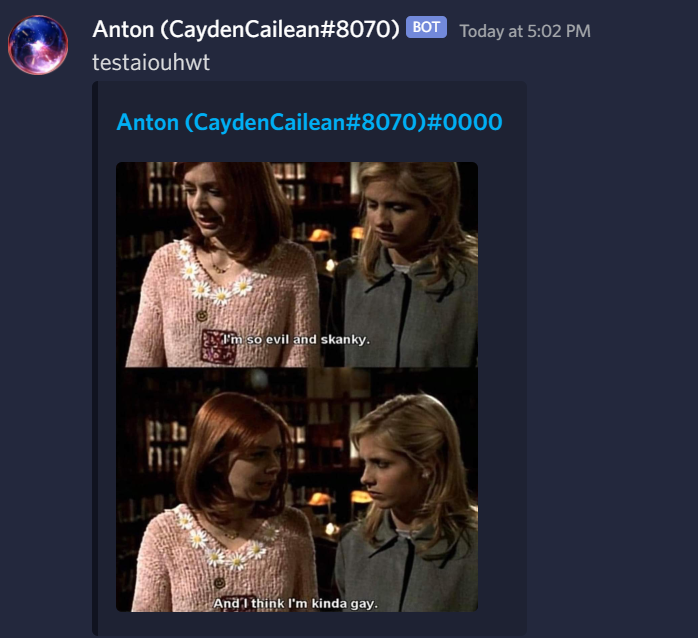 Anton (CaydenCailean#8070) BOT Today at 5:02 PM
testaiouhwt
Anton (CaydenCailean#8070)#0000
I'm so evil and skanky.
And I think I'm kinda gay.